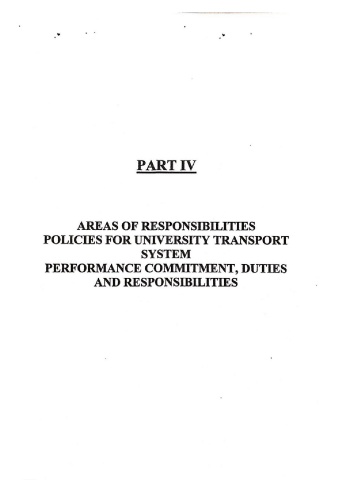 PART IV
AREAS OF RESPONSIBILITIES
POLICIES FOR UNIVERSITY TRANSPORT
SYSTEM
PERFORMANCE COMMITMENT, DUTIES
AND RESPONSIBILITIES